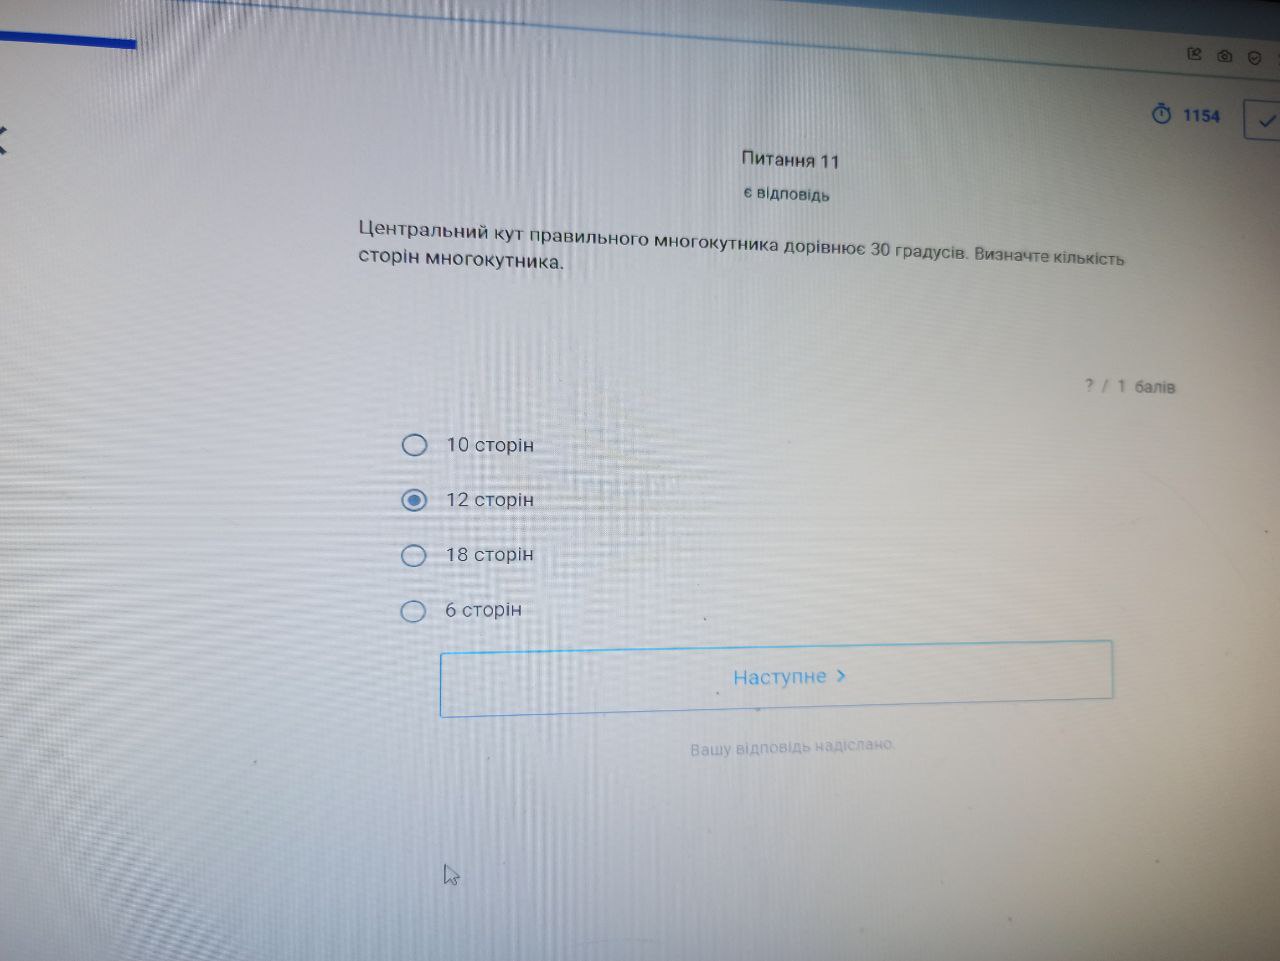 1154
Питання 11
є відповідь
Центральний кут правильного многокутника дорівнює 30 градусів. Визначте кількість
сторін многокутника.
? / 1 балів
10 сторін
12 сторін
18 сторін
6 сторін
Наступне >
Вашу відповідь надіслано.